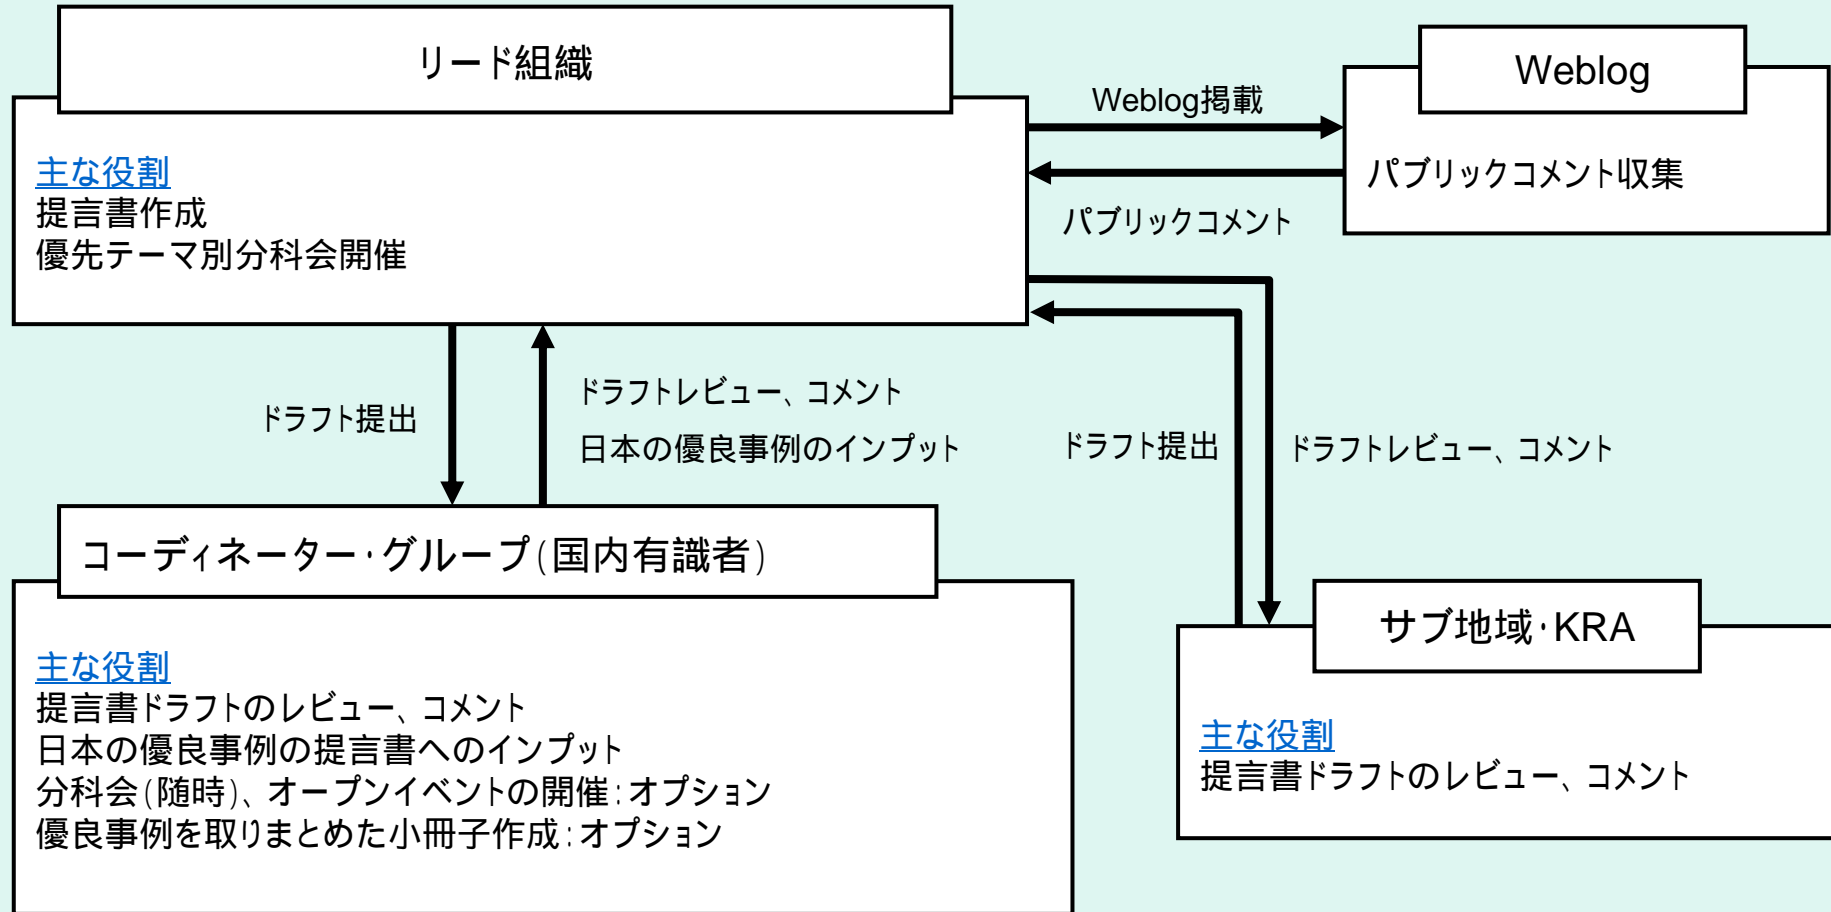 リード組織
主な役割
提言書作成
優先テーマ別分科会開催
Weblog掲載
パブリックコメント
Weblog
パブリックコメント収集
ドラフト提出
ドラフトレビュー、コメント
日本の優良事例のインプット
ドラフト提出
ドラフトレビュー、コメント
コーディネーター・グループ(国内有識者)
主な役割
提言書ドラフトのレビュー、コメント
日本の優良事例の提言書へのインプット
分科会(随時)、オープンイベントの開催:オプション
優良事例を取りまとめた小冊子作成:オプション
サブ地域・KRA
主な役割
提言書ドラフトのレビュー、コメント